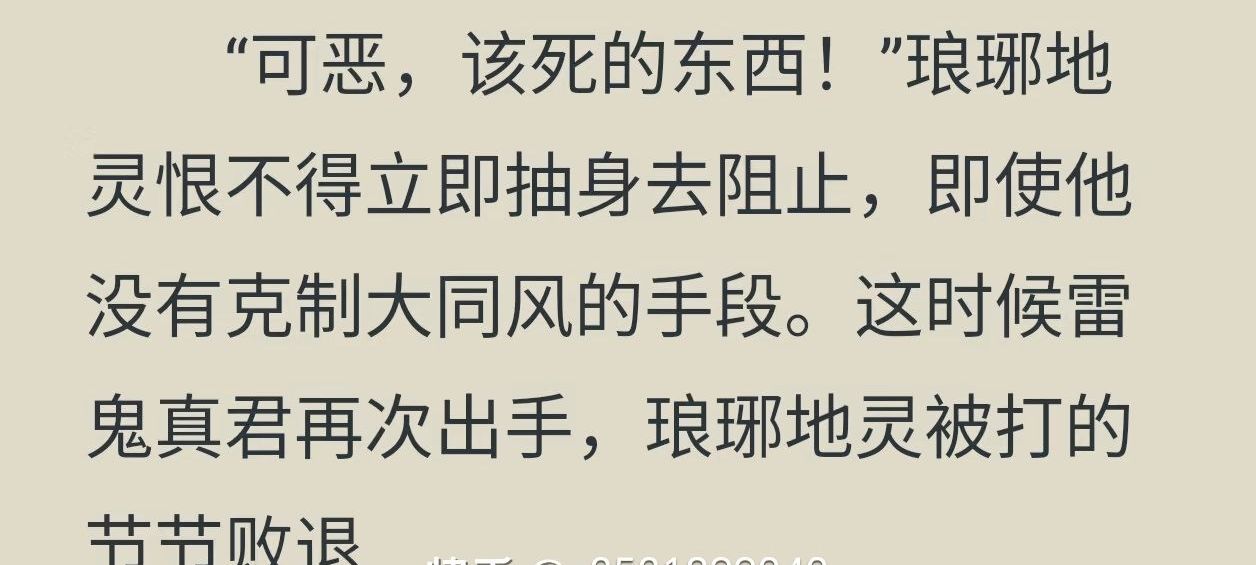 “可恶，该死的东西！”琅琊地
灵恨不得立即抽身去阻止，即使他
没有克制大同风的手段。这时候雷
鬼真君再次出手，琅琊地灵被打的
节节败退